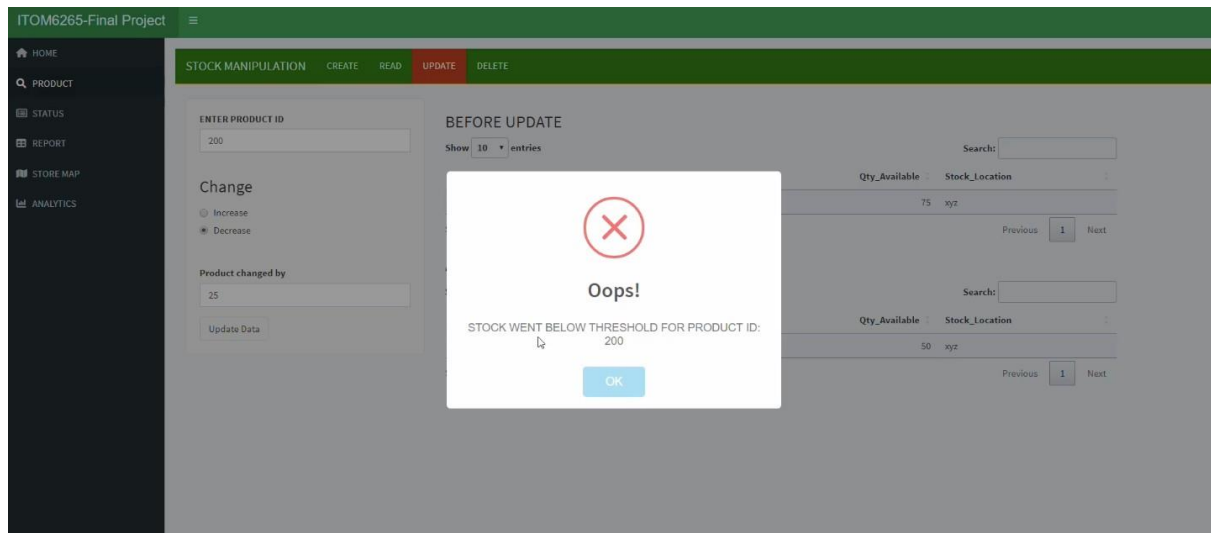 ITOM6265-Final Project
HOME
PRODUCT
STATUS
REPORT
STORE MAP
ANALYTICS
STOCK MANIPULATION CREATE READ UPDATE DELETE
ENTER PRODUCT ID
200
Change
Increase
Decrease
Product changed by
25
Update Data
BEFORE UPDATE
Show 10 entries
Search:
Qty_Available Stock_Location
75 xyz
Previous 1 Next
Search:
Qty_Available Stock_Location
50 xyz
Previous 1 Next
Oops!
STOCK WENT BELOW THRESHOLD FOR PRODUCT ID:
200
OK